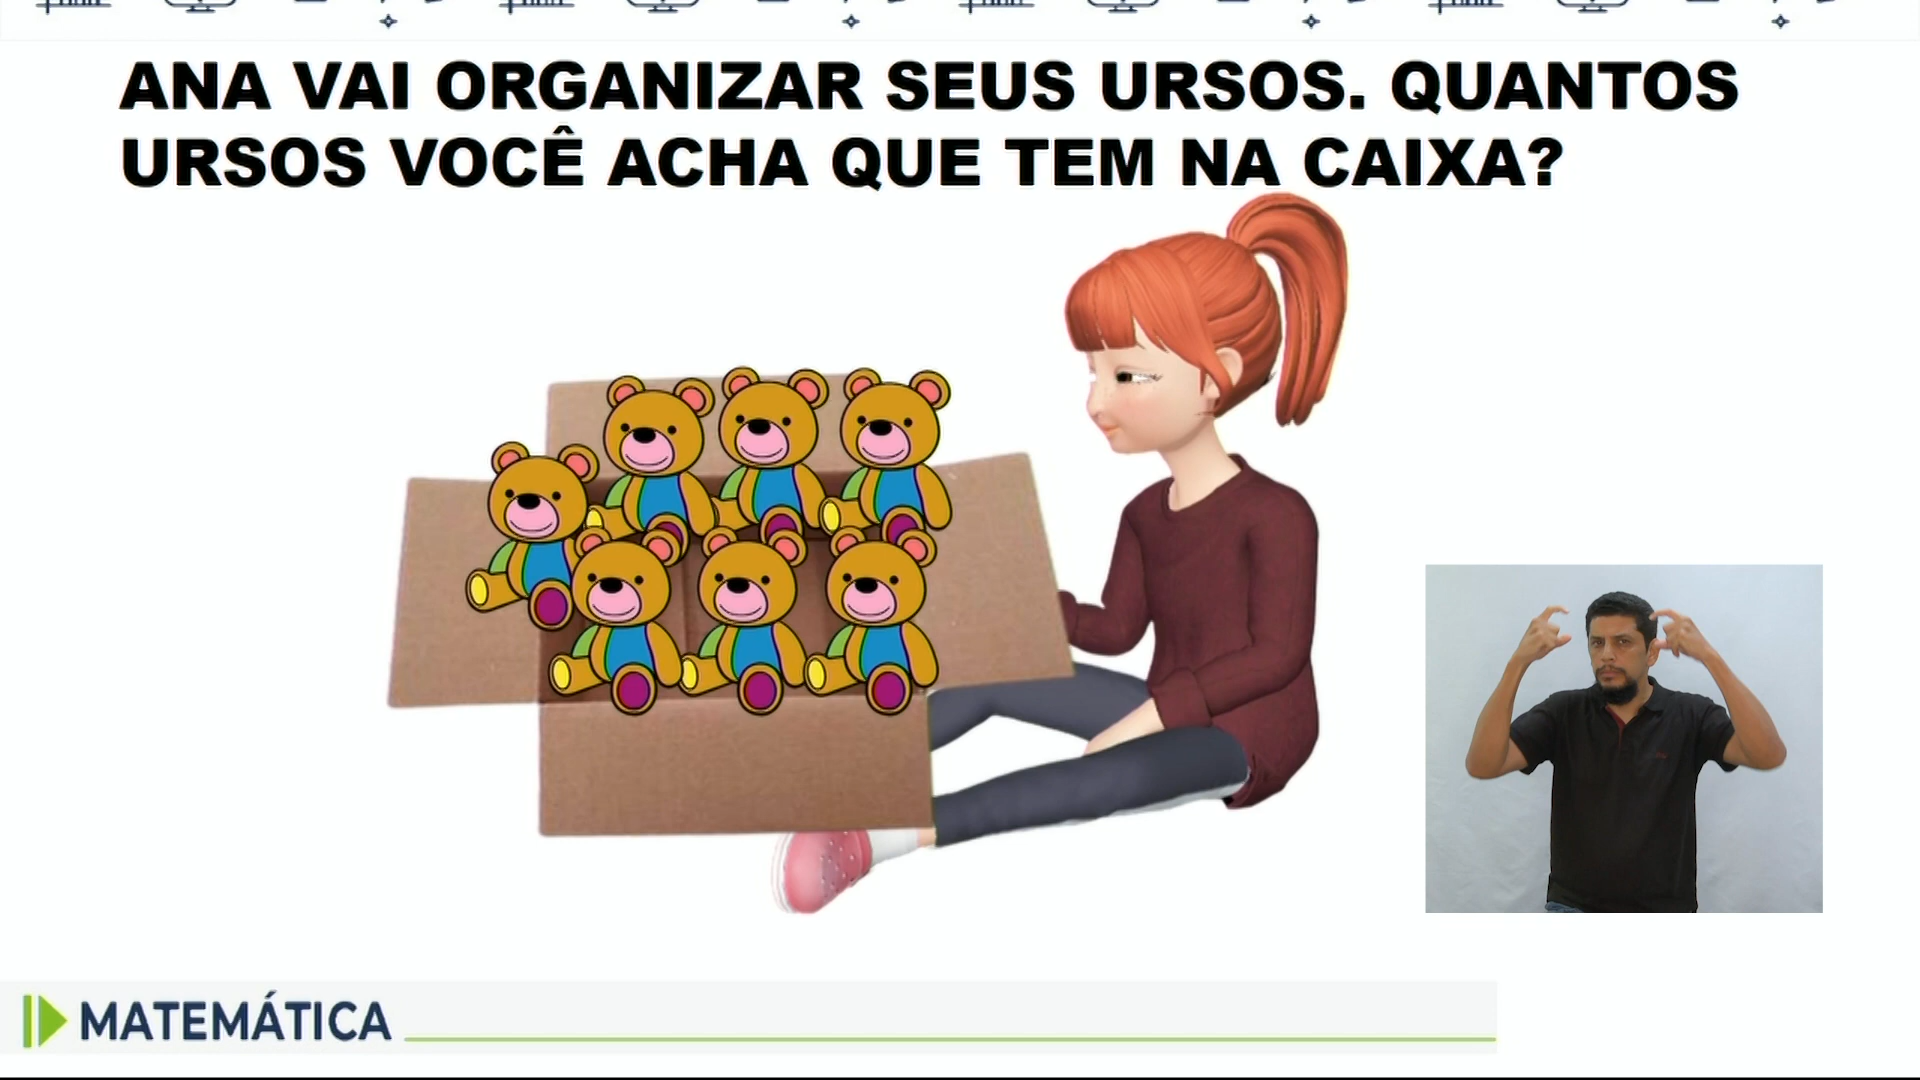 ANA VAI ORGANIZAR SEUS URSOS. QUANTOS
URSOS VOCÊ ACHA QUE TEM NA CAIXA?
MATEMÁTICA